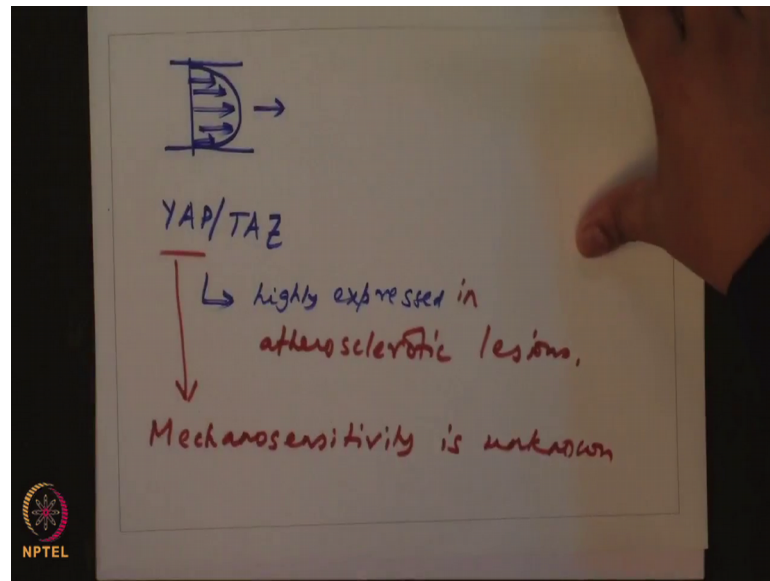 YAP/TAZ
↳ highly expressed in
atherosclerotic lesions.
Mechanosensitivity is unknown
NPTEL